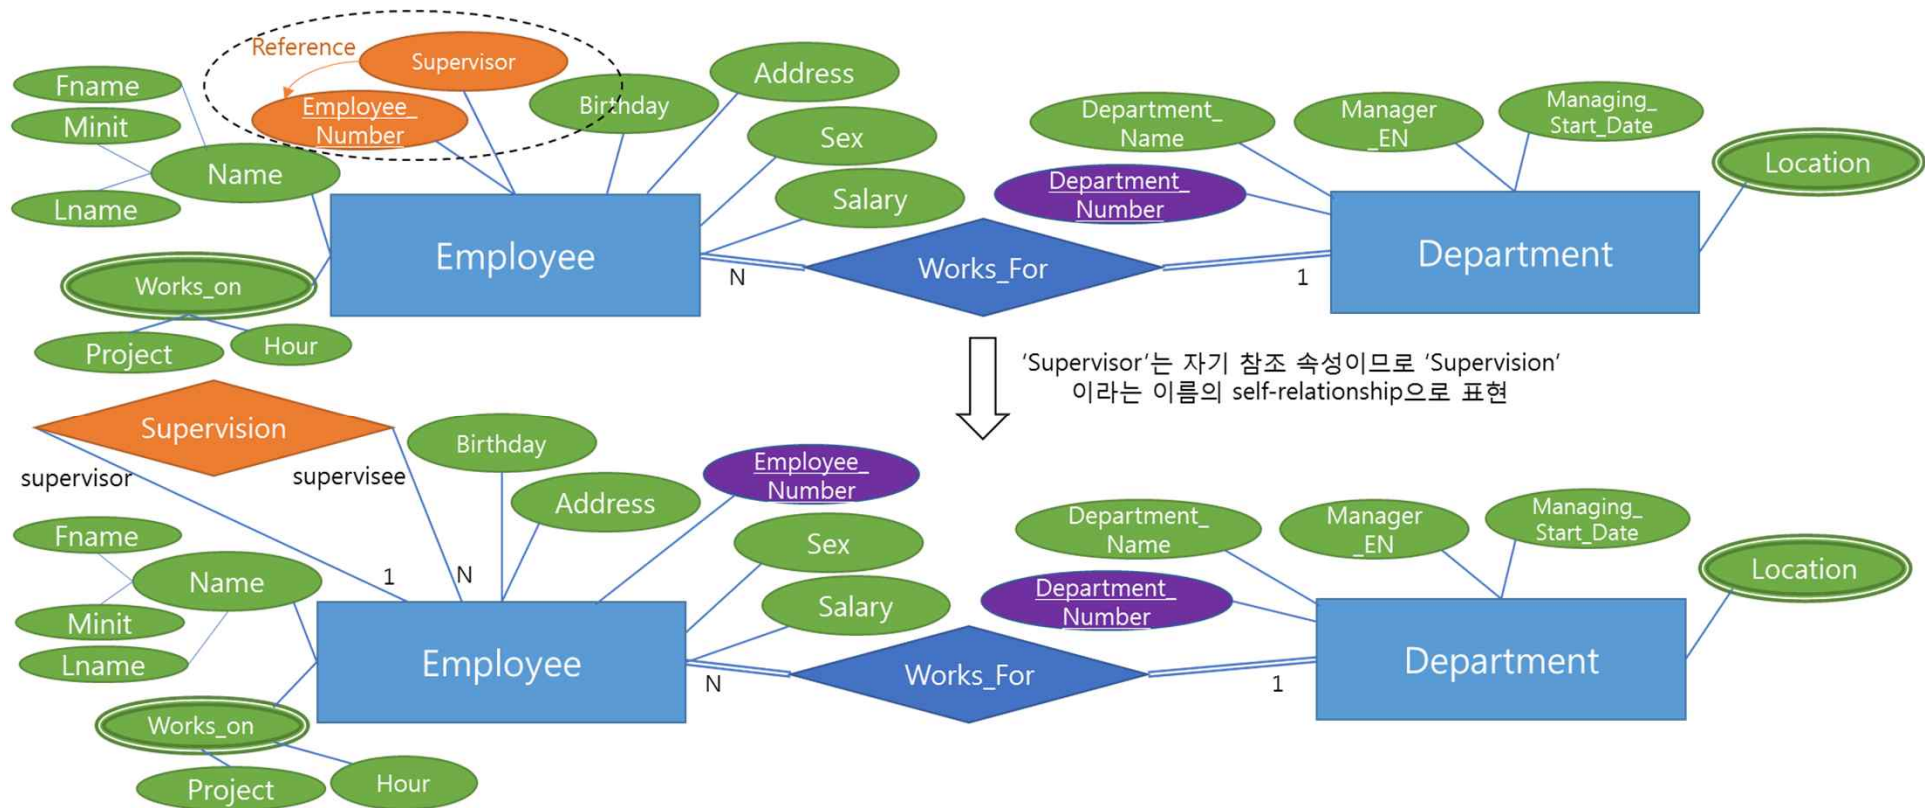 Reference
Supervisor
Employee_
Number
Fname
Minit
Lname
Name
Birthday
Address
Sex
Salary
Works_on
Project
Hour
Employee
N
Works_For
1
Department_
Name
Department_
Number
Manager
_EN
Managing_
Start_Date
Location
Department
‘Supervisor’는 자기 참조 속성이므로 ‘Supervision’
이라는 이름의 self-relationship으로 표현
Supervision
supervisor
supervisee
1
N
Birthday
Address
Employee_
Number
Sex
Salary
Fname
Name
Minit
Lname
Works_on
Project
Hour
Employee
N
Works_For
1
Department_
Name
Department_
Number
Manager
_EN
Managing_
Start_Date
Location
Department